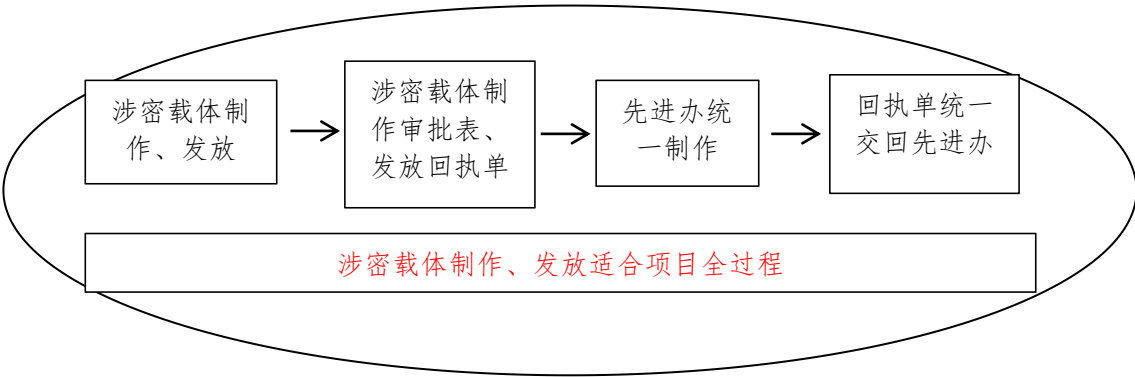 涉密载体制
作、发放
涉密载体制
作审批表、
发放回执单
先进办统
一制作
回执单统一
交回先进办
涉密载体制作、发放适合项目全过程